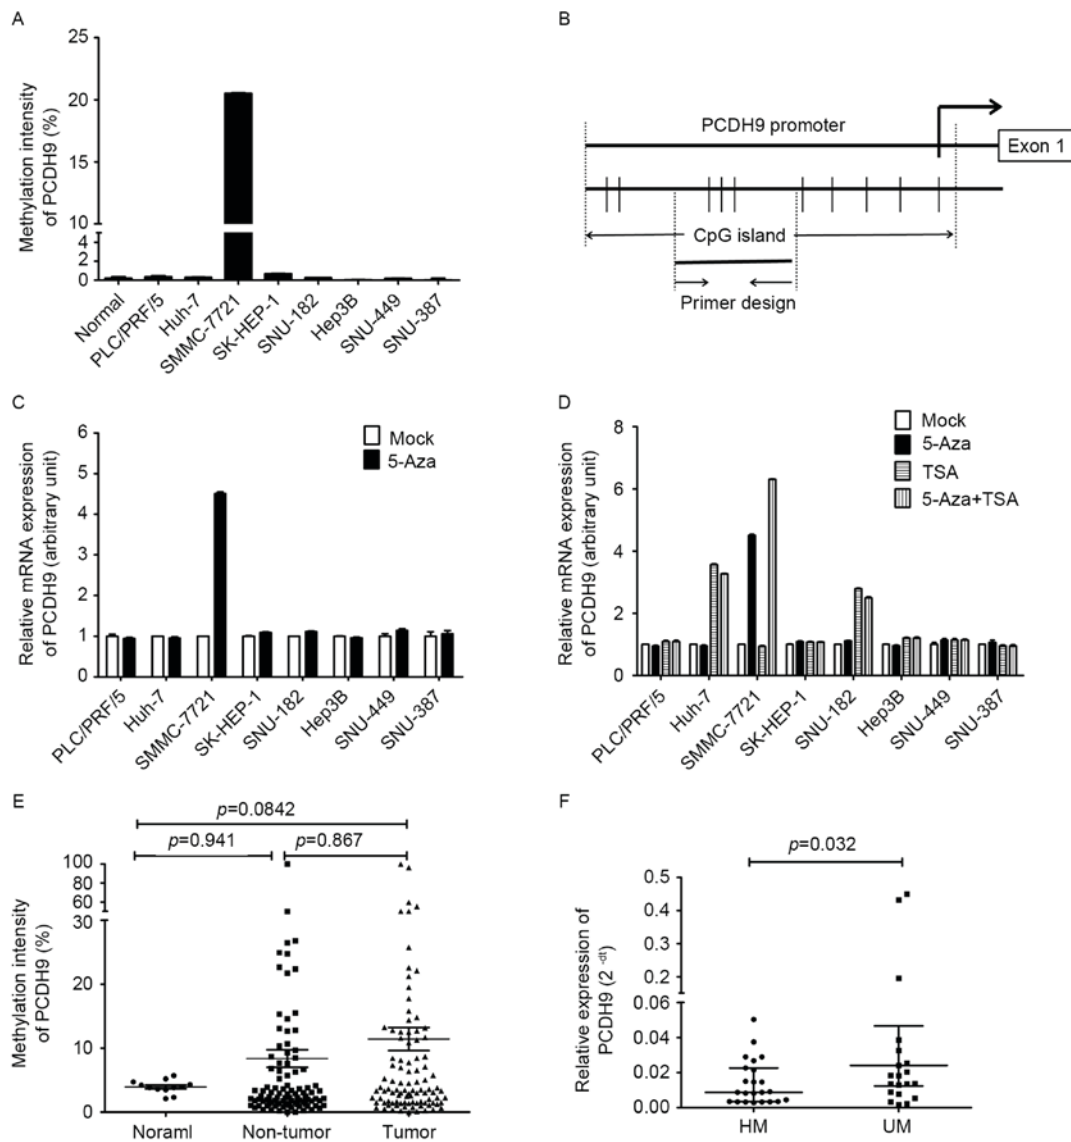 A
Methylation intensity
of PCDH9 (%)
25
20
15
10
4
2
0
Normal
PLC/PRF/5
Huh-7
SMMC-7721
SK-HEP-1
SNU-182
Hep3B
SNU-449
SNU-387
B
PCDH9 promoter
Exon 1
CpG island
Primer design
C
Relative mRNA expression
of PCDH9 (arbitrary unit)
6
5
4
3
2
1
0
Mock
5-Aza
PLC/PRF/5
Huh-7
SMMC-7721
SK-HEP-1
SNU-182
Hep3B
SNU-449
SNU-387
D
Relative mRNA expression
of PCDH9 (arbitrary unit)
8
6
4
2
0
Mock
5-Aza
TSA
5-Aza+TSA
PLC/PRF/5
Huh-7
SMMC-7721
SK-HEP-1
SNU-182
Hep3B
SNU-449
SNU-387
E
p=0.0842
p=0.941
p=0.867
Methylation intensity
of PCDH9 (%)
100
80
60
30
20
10
0
Noraml
Non-tumor
Tumor
F
p=0.032
Relative expression of
PCDH9 (2 -dt)
0.5
0.4
0.3
0.2
0.06
0.04
0.02
0.00
HM
UM